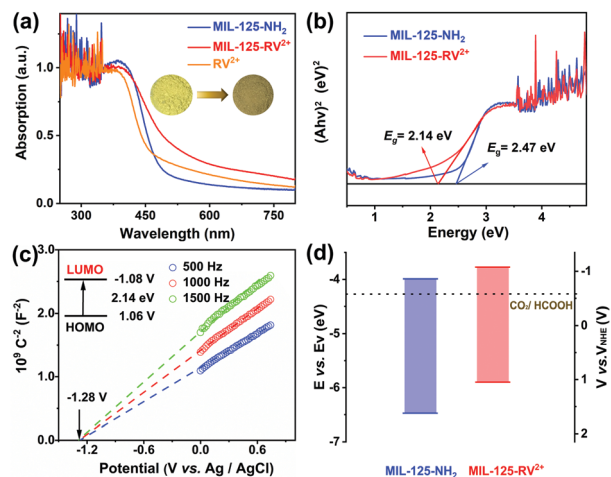 (a)
MIL-125-NH₂
MIL-125-RV²⁺
RV²⁺
Absorption (a.u.)
1.0
0.5
0.0
300 450 600 750
Wavelength (nm)
(b)
MIL-125-NH₂
MIL-125-RV²⁺
(Ahv)² (eV)²
Eg= 2.14 eV
Eg= 2.47 eV
1 2 3 4
Energy (eV)
(c)
500 Hz
1000 Hz
1500 Hz
LUMO
-1.08 V
2.14 eV
HOMO 1.06 V
-1.28 V
10⁹ C⁻² (F⁻²)
3.0
2.0
1.0
0.0
-1.2 -0.6 0.0 0.6
Potential (V vs. Ag / AgCl)
(d)
E vs. Ev (eV)
-4
-5
-6
-7
CO₂/ HCOOH
-1
0
1
2
V vs.VNHE (V)
MIL-125-NH₂ MIL-125-RV²⁺